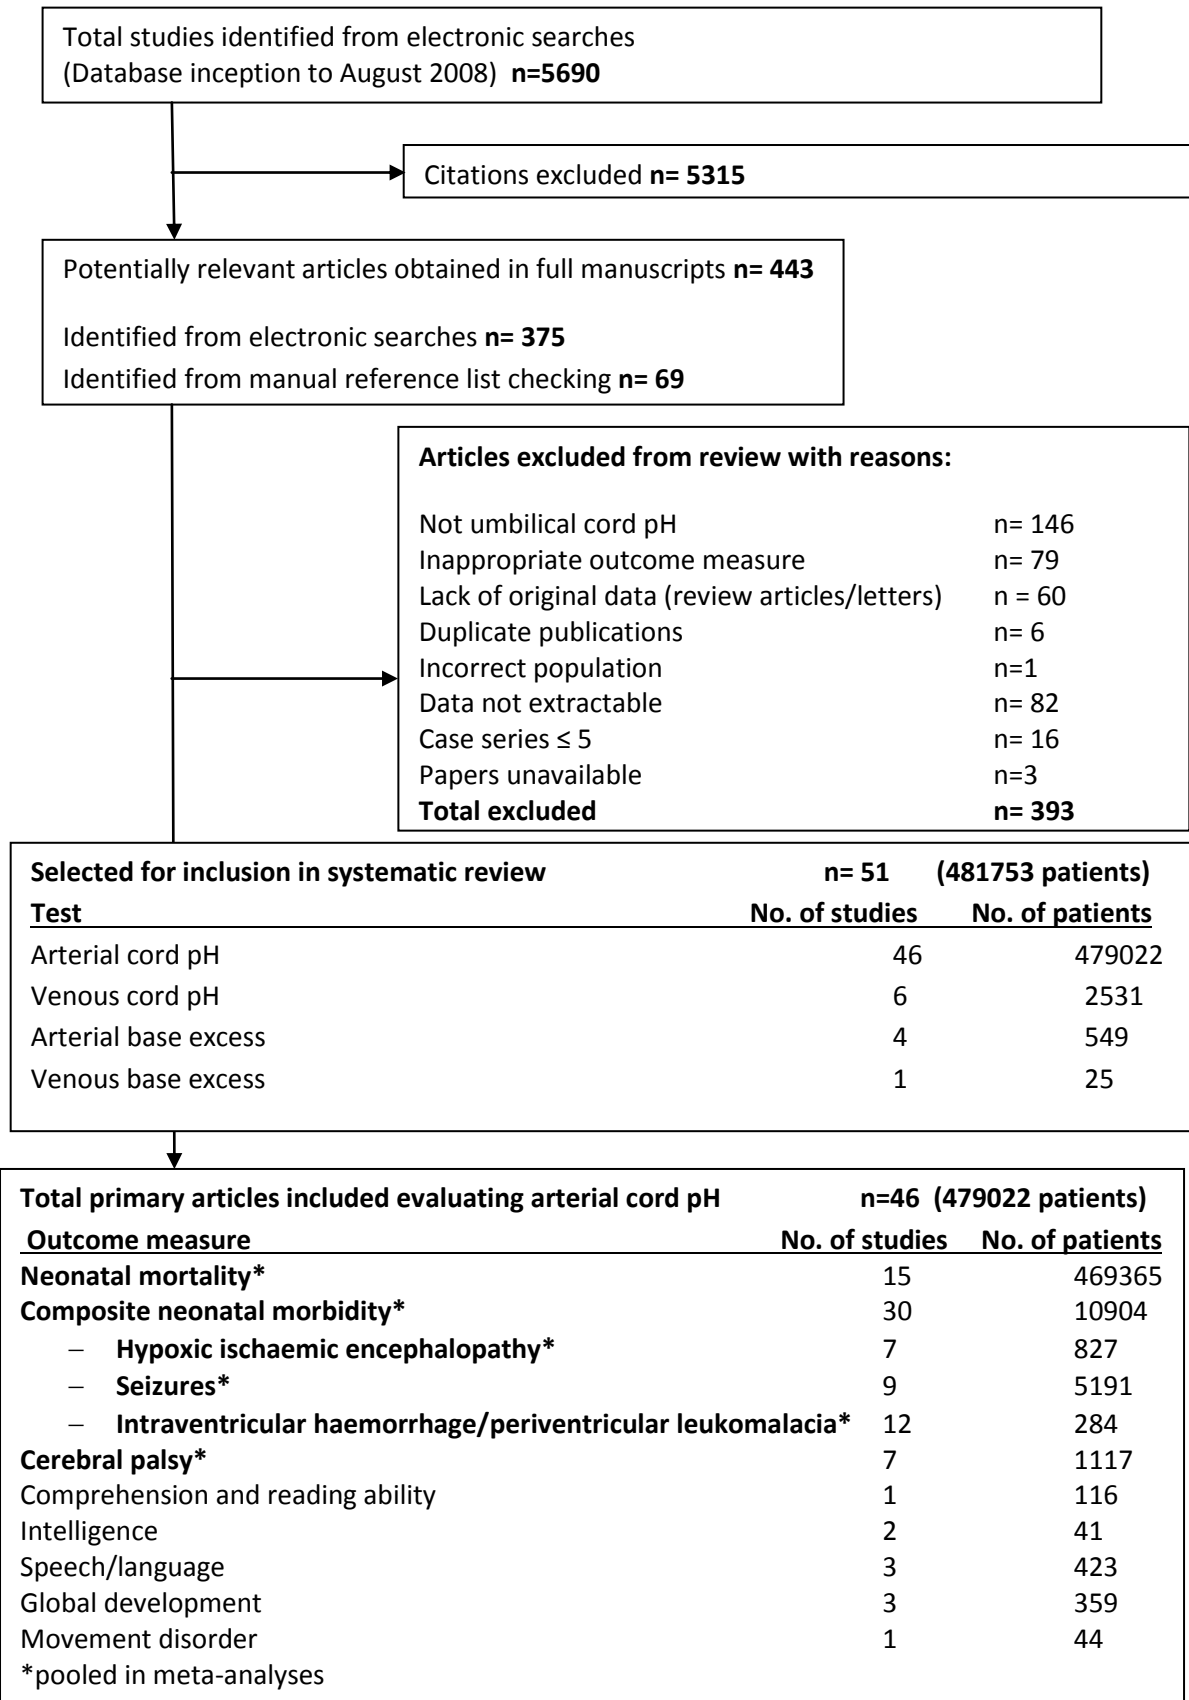 Total studies identified from electronic searches
(Database inception to August 2008) n=5690
Citations excluded n= 5315
Potentially relevant articles obtained in full manuscripts n= 443
Identified from electronic searches n= 375
Identified from manual reference list checking n= 69
Articles excluded from review with reasons:
Not umbilical cord pH n= 146
Inappropriate outcome measure n= 79
Lack of original data (review articles/letters) n = 60
Duplicate publications n= 6
Incorrect population n=1
Data not extractable n= 82
Case series ≤ 5 n= 16
Papers unavailable n=3
Total excluded n= 393
Selected for inclusion in systematic review n= 51 (481753 patients)
Test No. of studies No. of patients
Arterial cord pH 46 479022
Venous cord pH 6 2531
Arterial base excess 4 549
Venous base excess 1 25
Total primary articles included evaluating arterial cord pH n=46 (479022 patients)
Outcome measure No. of studies No. of patients
Neonatal mortality* 15 469365
Composite neonatal morbidity* 30 10904
– Hypoxic ischaemic encephalopathy* 7 827
– Seizures* 9 5191
– Intraventricular haemorrhage/periventricular leukomalacia* 12 284
Cerebral palsy* 7 1117
Comprehension and reading ability 1 116
Intelligence 2 41
Speech/language 3 423
Global development 3 359
Movement disorder 1 44
*pooled in meta-analyses